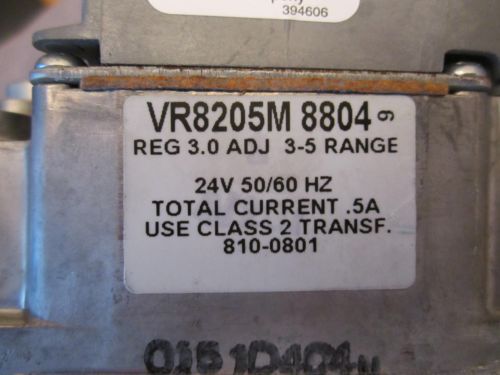 394606
VR8205M 8804 9
REG 3.0 ADJ 3-5 RANGE
24V 50/60 HZ
TOTAL CURRENT .5A
USE CLASS 2 TRANSF.
810-0801